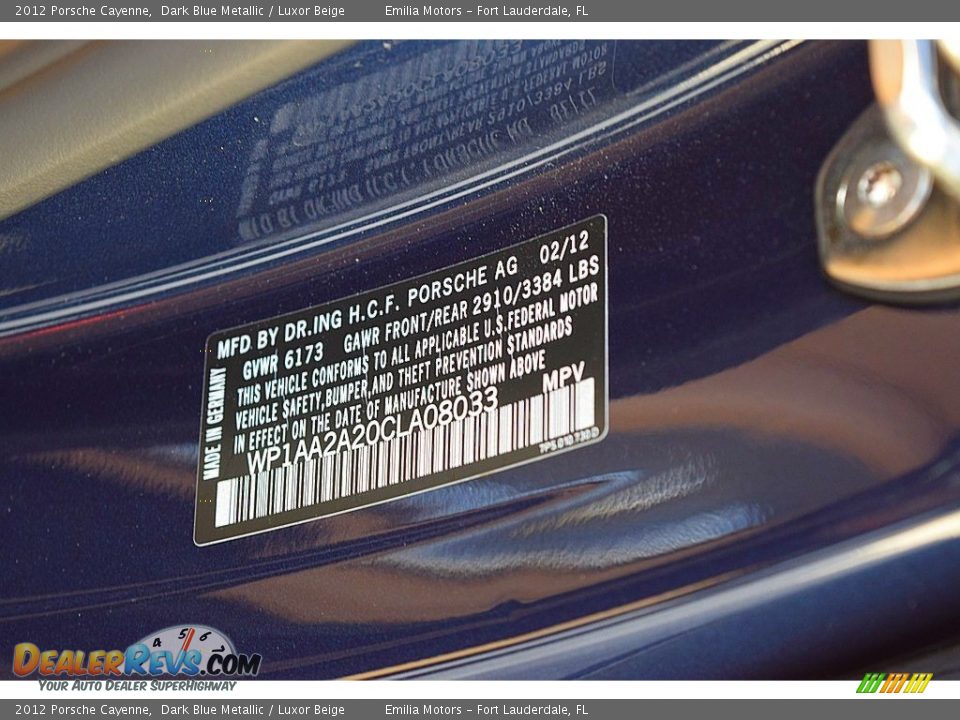 2012 Porsche Cayenne, Dark Blue Metallic / Luxor Beige Emilia Motors - Fort Lauderdale, FL
MFD BY DR.ING H.C.F. PORSCHE AG 02/12
GVWR 6173 GAWR FRONT/REAR 2910/3384 LBS
THIS VEHICLE CONFORMS TO ALL APPLICABLE U.S.FEDERAL MOTOR
VEHICLE SAFETY,BUMPER,AND THEFT PREVENTION STANDARDS
IN EFFECT ON THE DATE OF MANUFACTURE SHOWN ABOVE
WP1AA2A20CLA08033 MPV
MADE IN GERMANY
4 5 6
DEALERREVS.COM
YOUR AUTO DEALER SUPERHIGHWAY
2012 Porsche Cayenne, Dark Blue Metallic / Luxor Beige Emilia Motors - Fort Lauderdale, FL